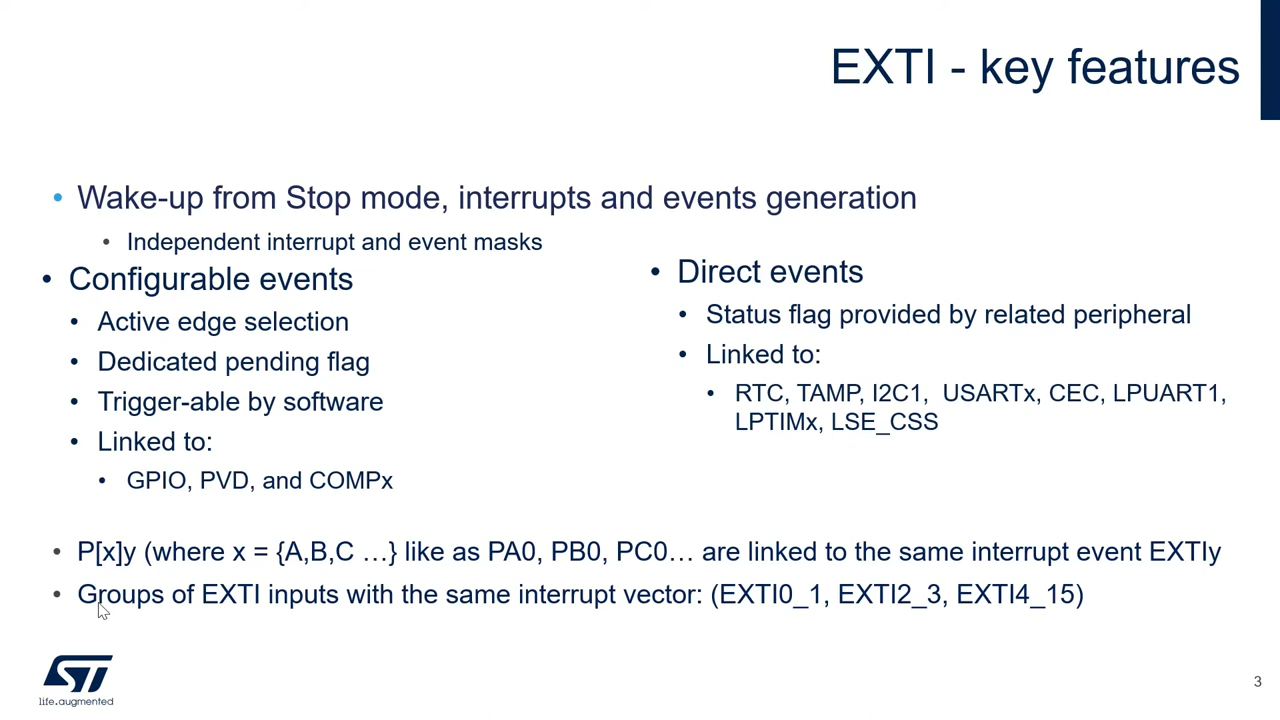 EXTI - key features
• Wake-up from Stop mode, interrupts and events generation
• Independent interrupt and event masks
• Configurable events
• Active edge selection
• Dedicated pending flag
• Trigger-able by software
• Linked to:
• GPIO, PVD, and COMPx
• Direct events
• Status flag provided by related peripheral
• Linked to:
• RTC, TAMP, I2C1, USARTx, CEC, LPUART1,
LPTIMx, LSE_CSS
• P[x]y (where x = {A,B,C …} like as PA0, PB0, PC0… are linked to the same interrupt event EXTIy
• Groups of EXTI inputs with the same interrupt vector: (EXTI0_1, EXTI2_3, EXTI4_15)
ST
life.augmented
3